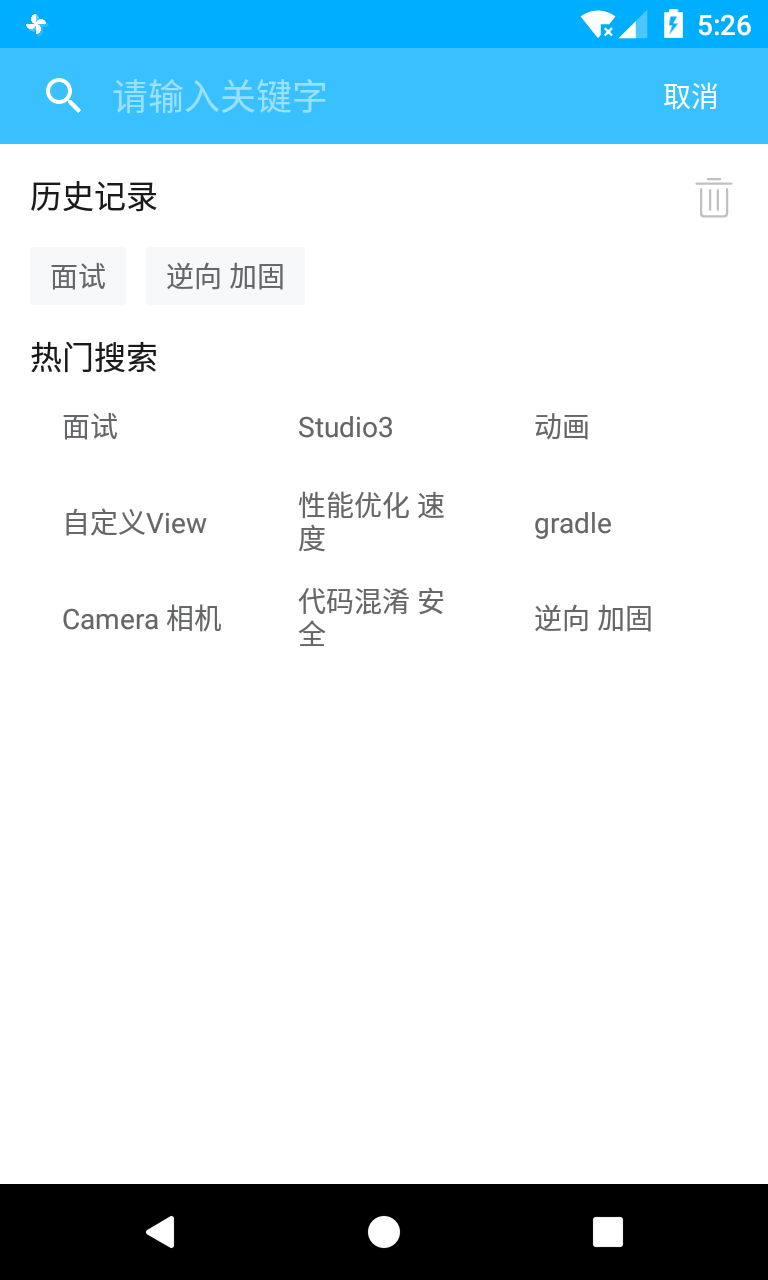 5:26
请输入关键字 取消
历史记录
面试 逆向 加固
热门搜索
面试 Studio3 动画
自定义View 性能优化 速
度 gradle
Camera 相机 代码混淆 安
全 逆向 加固